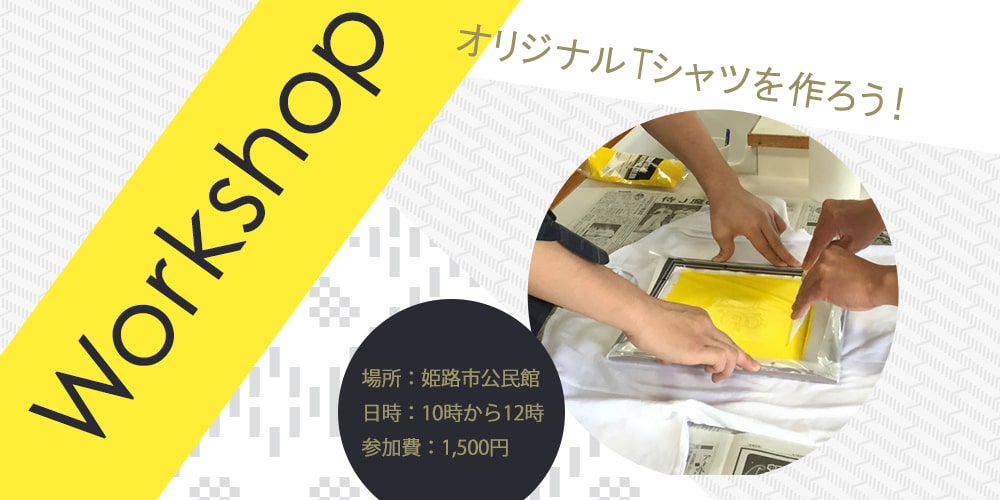 Workshop
オリジナルTシャツを作ろう!
場所：姫路市公民館
日時：10時から12時
参加費：1,500円